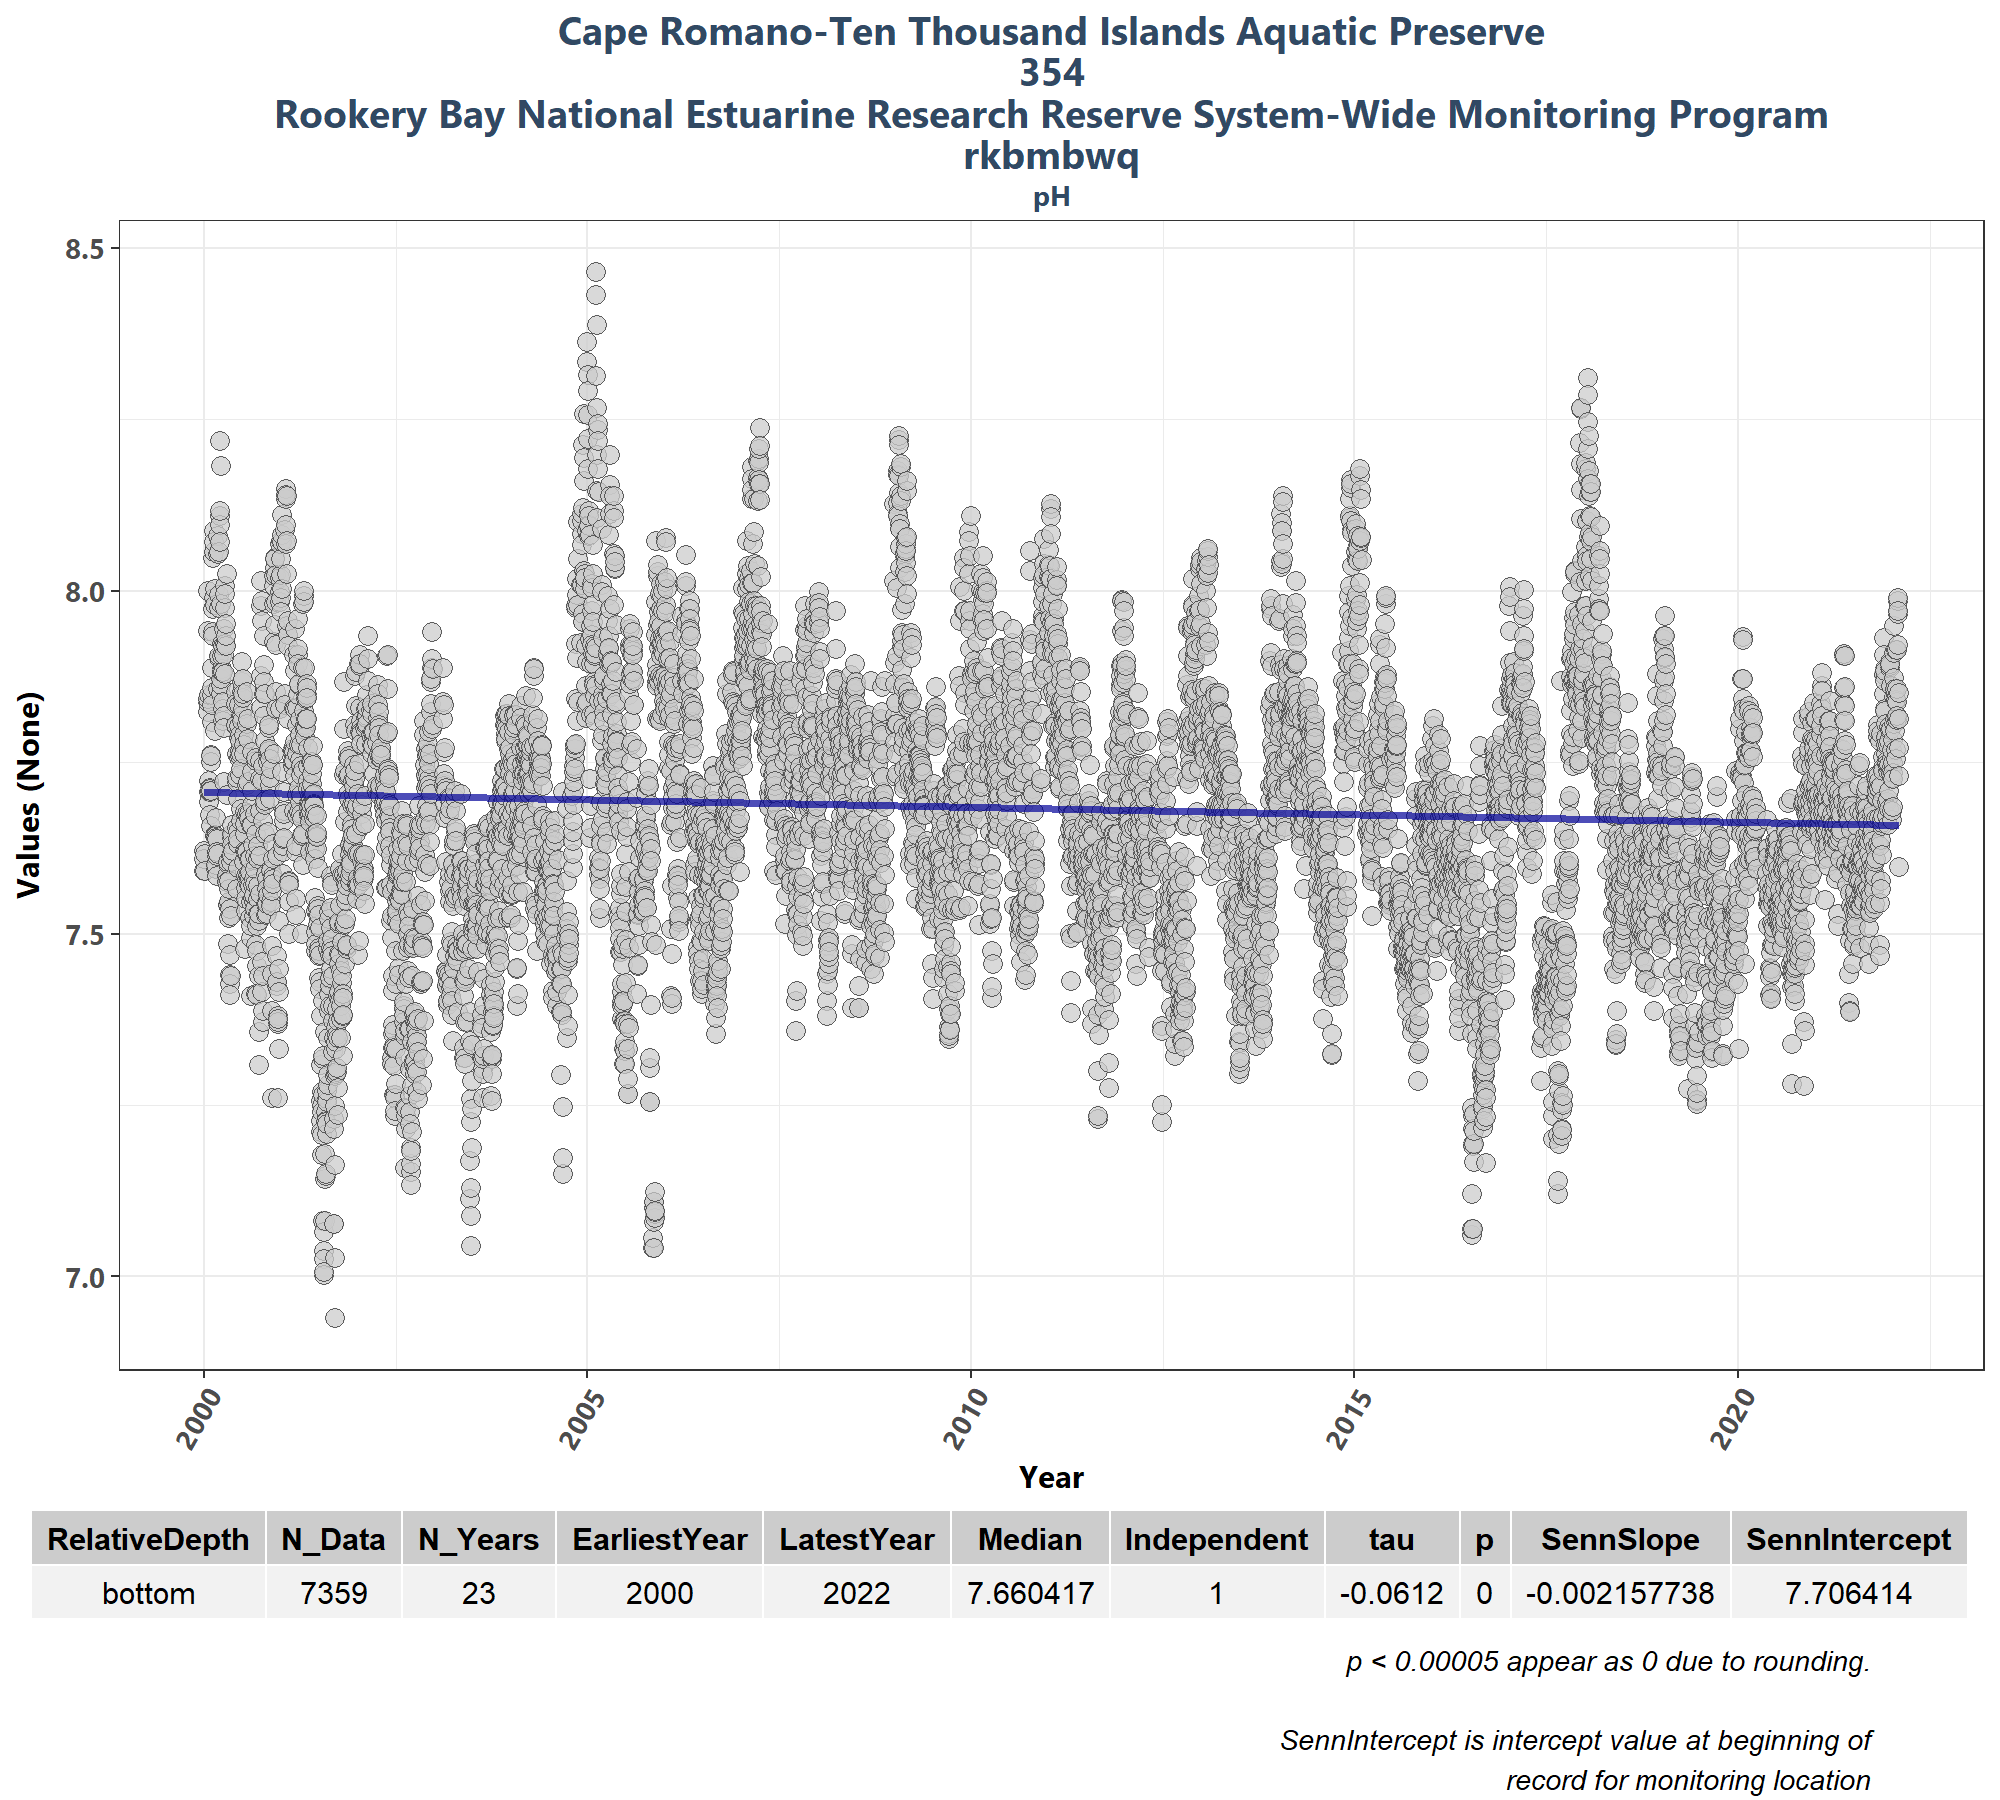 Cape Romano-Ten Thousand Islands Aquatic Preserve
354
Rookery Bay National Estuarine Research Reserve System-Wide Monitoring Program
rkbmbwq
pH
8.5
8.0
7.5
7.0
Values (None)
2000 2005 2010 2015 2020
Year
RelativeDepth N_Data N_Years EarliestYear LatestYear Median Independent tau p SennSlope SennIntercept
bottom 7359 23 2000 2022 7.660417 1 -0.0612 0 -0.002157738 7.706414
p < 0.00005 appear as 0 due to rounding.
SennIntercept is intercept value at beginning of
record for monitoring location